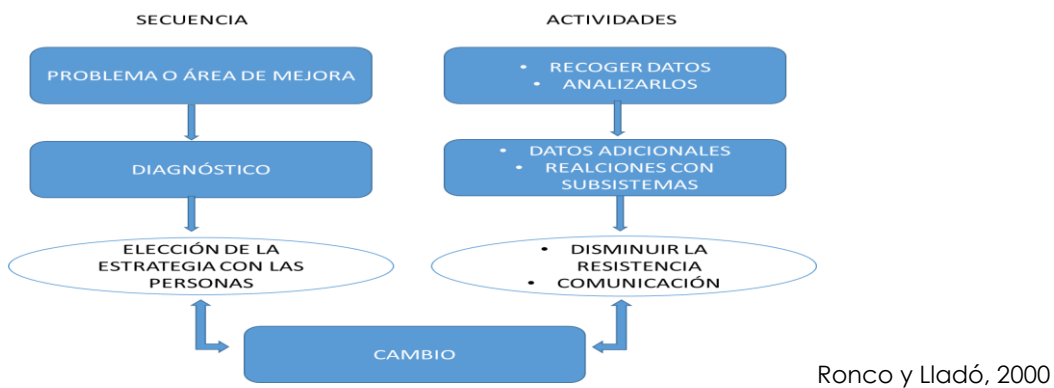 SECUENCIA
ACTIVIDADES
PROBLEMA O ÁREA DE MEJORA
• RECOGER DATOS
• ANALIZARLOS
DIAGNÓSTICO
• DATOS ADICIONALES
• REALCIONES CON
SUBSISTEMAS
ELECCIÓN DE LA
ESTRATEGIA CON LAS
PERSONAS
• DISMINUIR LA
RESISTENCIA
• COMUNICACIÓN
CAMBIO
Ronco y Lladó, 2000